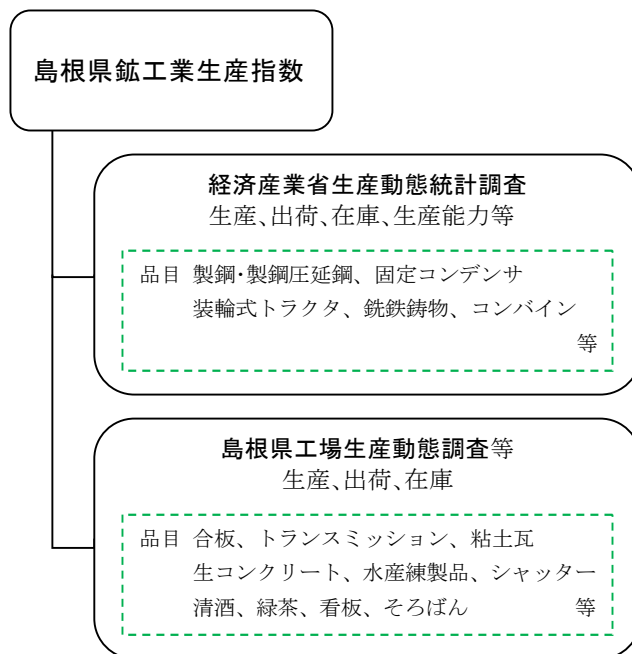 島根県鉱工業生産指数
経済産業省生産動態統計調査
生産、出荷、在庫、生産能力等
品目 製鋼・製鋼圧延鋼、固定コンデンサ
装輪式トラクタ、銑鉄鋳物、コンバイン
等
島根県工場生産動態調査等
生産、出荷、在庫
品目 合板、トランスミッション、粘土瓦
生コンクリート、水産練製品、シャッター
清酒、緑茶、看板、そろばん 等